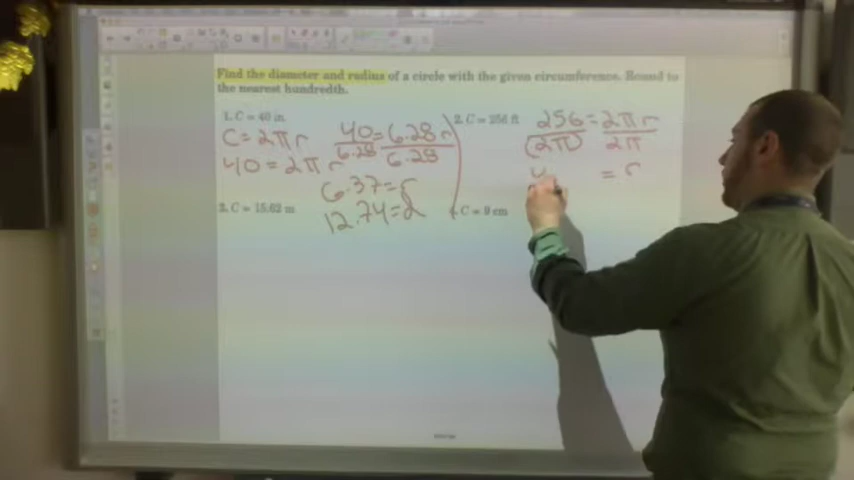 Find the diameter and radius of a circle with the given circumference. Round to
the nearest hundredth.
1. C = 40 in.
C = 2πr
40 = 2πr
40 = 6.28r
6.28 6.28
6.37 = r
12.74 = d
2. C = 256 ft
256 = 2πr
(2π) 2π
= r
3. C = 15.62 m
C = 9 cm